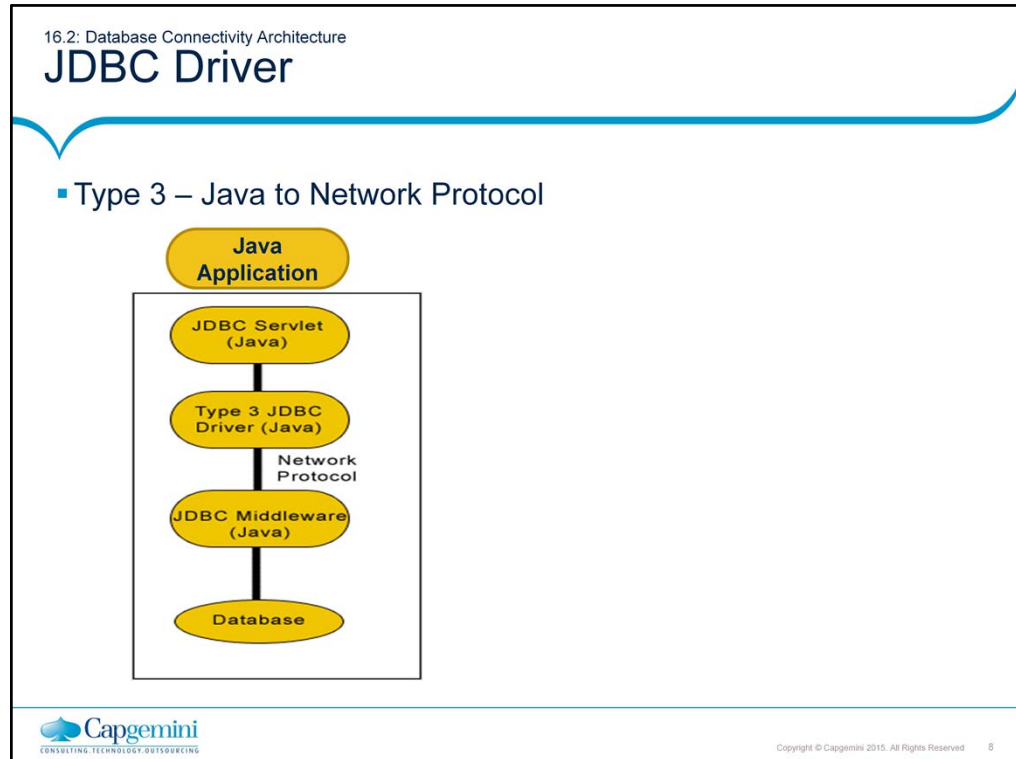 16.2: Database Connectivity Architecture
JDBC Driver
▪ Type 3 – Java to Network Protocol
Java
Application
JDBC Servlet
(Java)
Type 3 JDBC
Driver (Java)
Network
Protocol
JDBC Middleware
(Java)
Database
Capgemini
CONSULTING.TECHNOLOGY.OUTSOURCING
Copyright © Capgemini 2015. All Rights Reserved 8